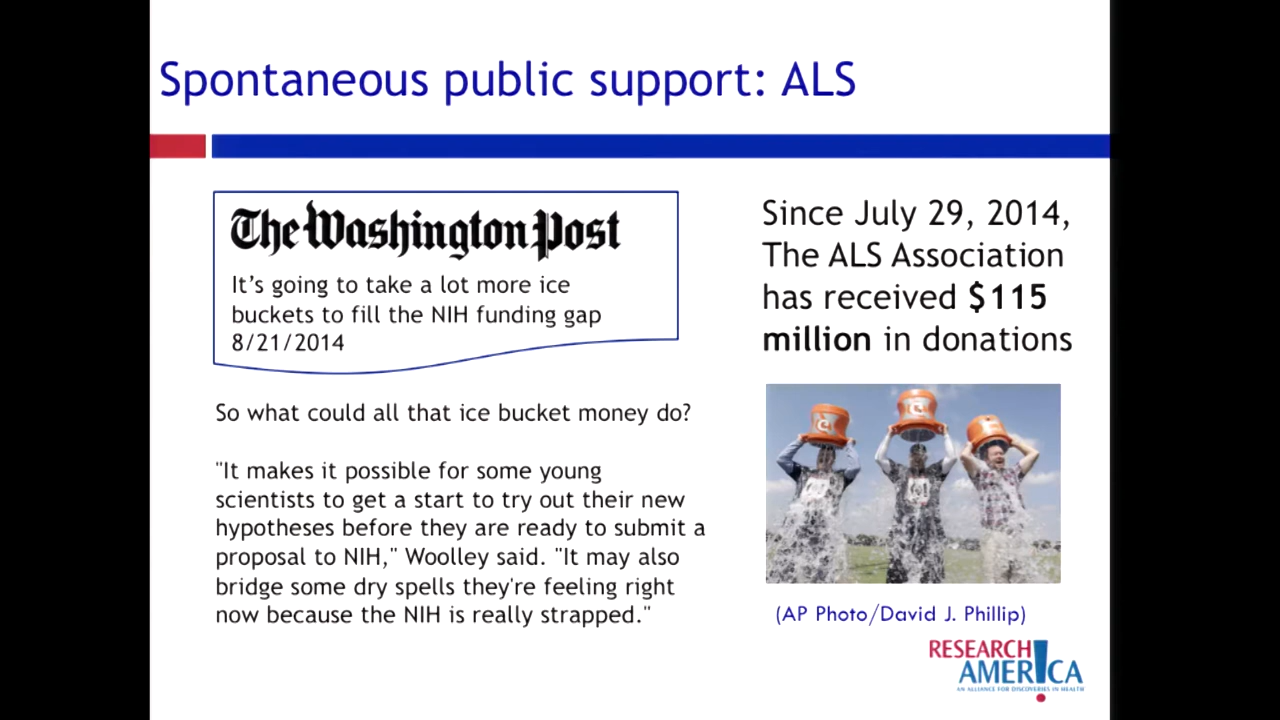 Spontaneous public support: ALS
The Washington Post
It's going to take a lot more ice
buckets to fill the NIH funding gap
8/21/2014
So what could all that ice bucket money do?
"It makes it possible for some young
scientists to get a start to try out their new
hypotheses before they are ready to submit a
proposal to NIH," Woolley said. "It may also
bridge some dry spells they're feeling right
now because the NIH is really strapped."
Since July 29, 2014,
The ALS Association
has received $115
million in donations
(AP Photo/David J. Phillip)
RESEARCH
AMER!CA
AN ALLIANCE FOR DISCOVERIES IN HEALTH